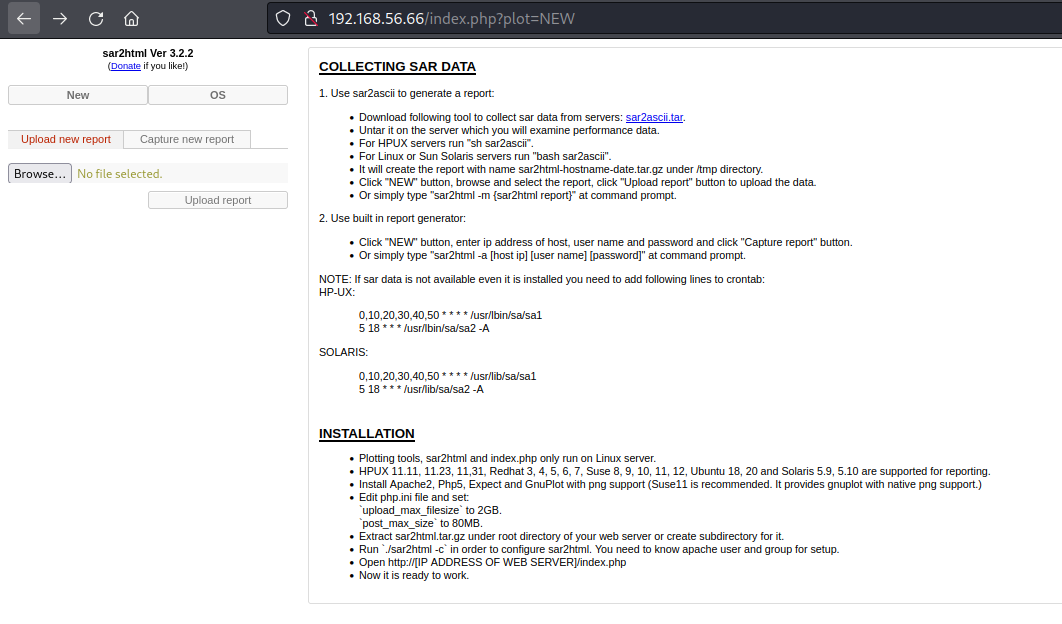 192.168.56.66/index.php?plot=NEW
sar2html Ver 3.2.2
(Donate if you like!)
New
OS
Upload new report
Capture new report
Browse...
No file selected.
Upload report
COLLECTING SAR DATA
1. Use sar2ascii to generate a report:
• Download following tool to collect sar data from servers: sar2ascii.tar.
• Untar it on the server which you will examine performance data.
• For HPUX servers run "sh sar2ascii".
• For Linux or Sun Solaris servers run "bash sar2ascii".
• It will create the report with name sar2html-hostname-date.tar.gz under /tmp directory.
• Click "NEW" button, browse and select the report, click "Upload report" button to upload the data.
• Or simply type "sar2html -m {sar2html report}" at command prompt.
2. Use built in report generator:
• Click "NEW" button, enter ip address of host, user name and password and click "Capture report" button.
• Or simply type "sar2html -a [host ip] [user name] [password]" at command prompt.
NOTE: If sar data is not available even it is installed you need to add following lines to crontab:
HP-UX:
0,10,20,30,40,50 * * * * /usr/lbin/sa/sa1
5 18 * * * /usr/lbin/sa/sa2 -A
SOLARIS:
0,10,20,30,40,50 * * * * /usr/lib/sa/sa1
5 18 * * * /usr/lib/sa/sa2 -A
INSTALLATION
• Plotting tools, sar2html and index.php only run on Linux server.
• HPUX 11.11, 11.23, 11,31, Redhat 3, 4, 5, 6, 7, Suse 8, 9, 10, 11, 12, Ubuntu 18, 20 and Solaris 5.9, 5.10 are supported for reporting.
• Install Apache2, Php5, Expect and GnuPlot with png support (Suse11 is recommended. It provides gnuplot with native png support.)
• Edit php.ini file and set:
`upload_max_filesize` to 2GB.
`post_max_size` to 80MB.
• Extract sar2html.tar.gz under root directory of your web server or create subdirectory for it.
• Run `./sar2html -c` in order to configure sar2html. You need to know apache user and group for setup.
• Open http://[IP ADDRESS OF WEB SERVER]/index.php
• Now it is ready to work.